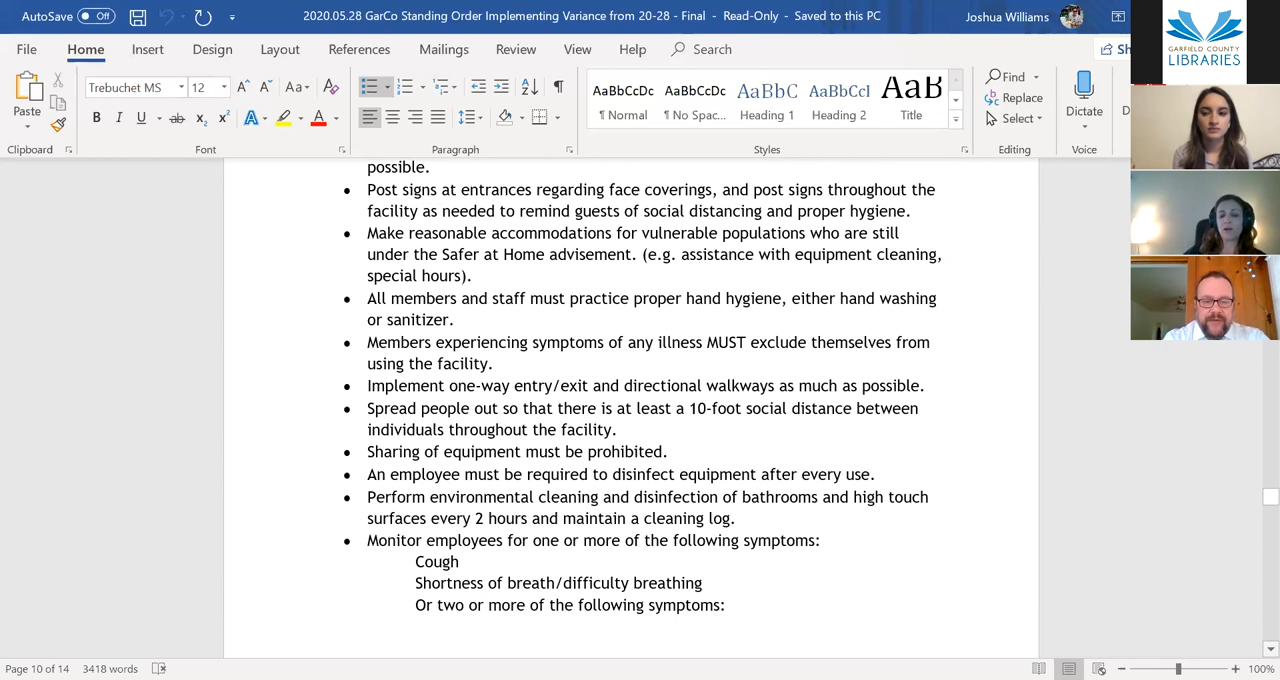 AutoSave Off 2020.05.28 GarCo Standing Order Implementing Variance from 20-28 - Final - Read-Only - Saved to this PC Joshua Williams
GARFIELD COUNTY
LIBRARIES
File Home Insert Design Layout References Mailings Review View Help Search Sh
Paste
Trebuchet MS 12
AaBbCcDc AaBbCcDc AaBbC AaBbCcI AaB
¶ Normal ¶ No Spac... Heading 1 Heading 2 Title
Find
Replace
Select
Dictate
D
Clipboard Font Paragraph Styles Editing Voice
possible.
• Post signs at entrances regarding face coverings, and post signs throughout the
facility as needed to remind guests of social distancing and proper hygiene.
• Make reasonable accommodations for vulnerable populations who are still
under the Safer at Home advisement. (e.g. assistance with equipment cleaning,
special hours).
• All members and staff must practice proper hand hygiene, either hand washing
or sanitizer.
• Members experiencing symptoms of any illness MUST exclude themselves from
using the facility.
• Implement one-way entry/exit and directional walkways as much as possible.
• Spread people out so that there is at least a 10-foot social distance between
individuals throughout the facility.
• Sharing of equipment must be prohibited.
• An employee must be required to disinfect equipment after every use.
• Perform environmental cleaning and disinfection of bathrooms and high touch
surfaces every 2 hours and maintain a cleaning log.
• Monitor employees for one or more of the following symptoms:
Cough
Shortness of breath/difficulty breathing
Or two or more of the following symptoms:
Page 10 of 14 3418 words 100%